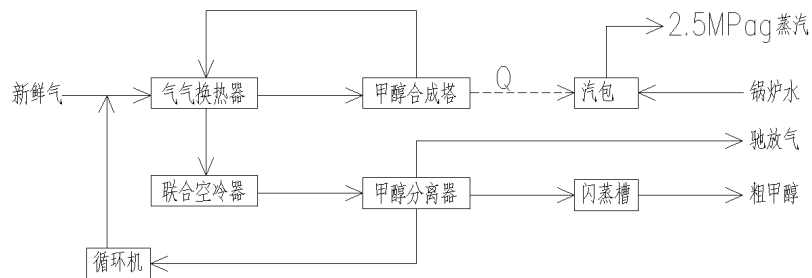 2.5MPag蒸汽
新鲜气
气气换热器
甲醇合成塔
Q
汽包
锅炉水
驰放气
联合空冷器
甲醇分离器
闪蒸槽
粗甲醇
循环机